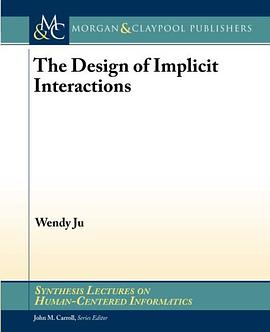 M&C
MORGAN & CLAYPOOL PUBLISHERS
The Design of Implicit
Interactions
Wendy Ju
SYNTHESIS LECTURES ON
HUMAN-CENTERED INFORMATICS
John M. Carroll, Series Editor